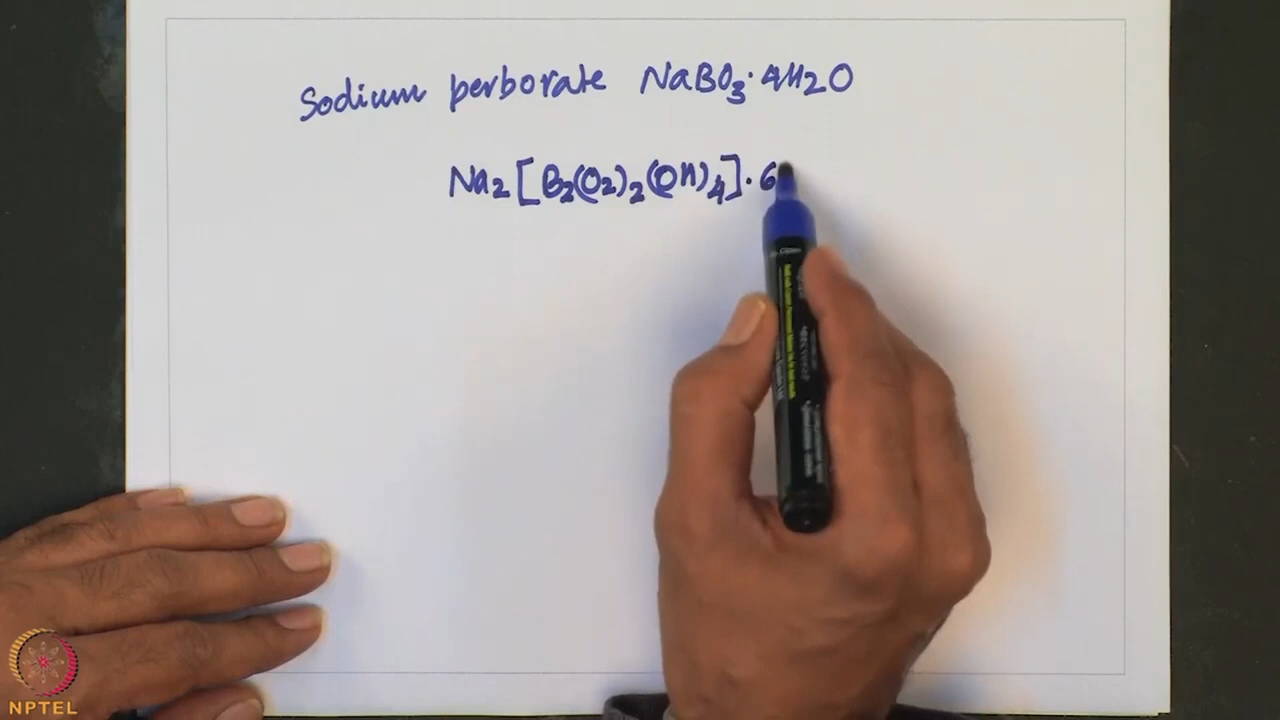 Sodium perborate NaBO₃·4H₂O
Na₂[B₂(O₂)₂(OH)₄]·6
NPTEL